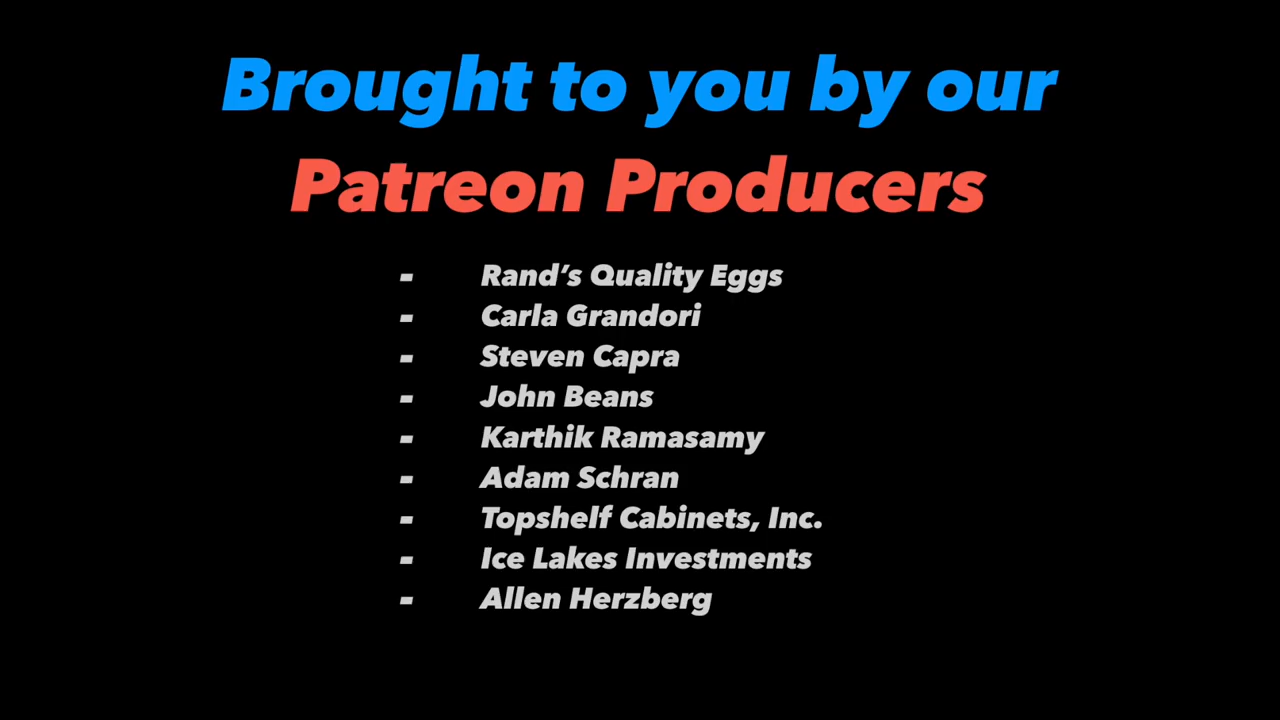 Brought to you by our
Patreon Producers
- Rand’s Quality Eggs
- Carla Grandori
- Steven Capra
- John Beans
- Karthik Ramasamy
- Adam Schran
- Topshelf Cabinets, Inc.
- Ice Lakes Investments
- Allen Herzberg